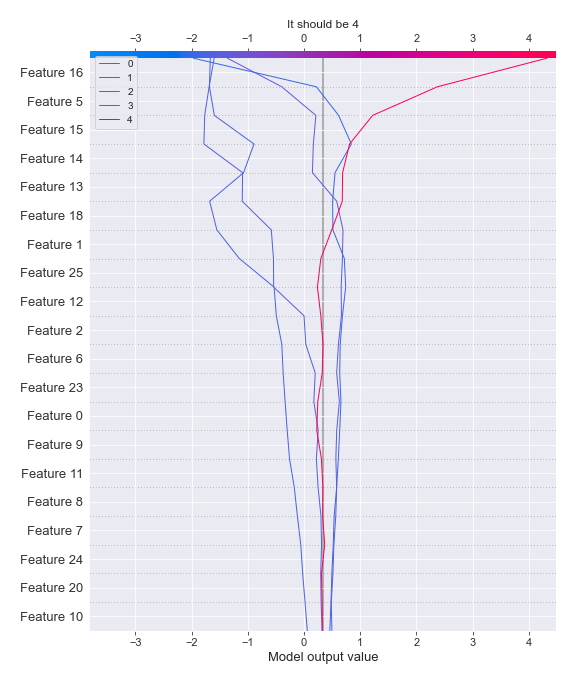 It should be 4
−3 −2 −1 0 1 2 3 4
0
1
2
3
4
Feature 16
Feature 5
Feature 15
Feature 14
Feature 13
Feature 18
Feature 1
Feature 25
Feature 12
Feature 2
Feature 6
Feature 23
Feature 0
Feature 9
Feature 11
Feature 8
Feature 7
Feature 24
Feature 20
Feature 10
−3 −2 −1 0 1 2 3 4
Model output value